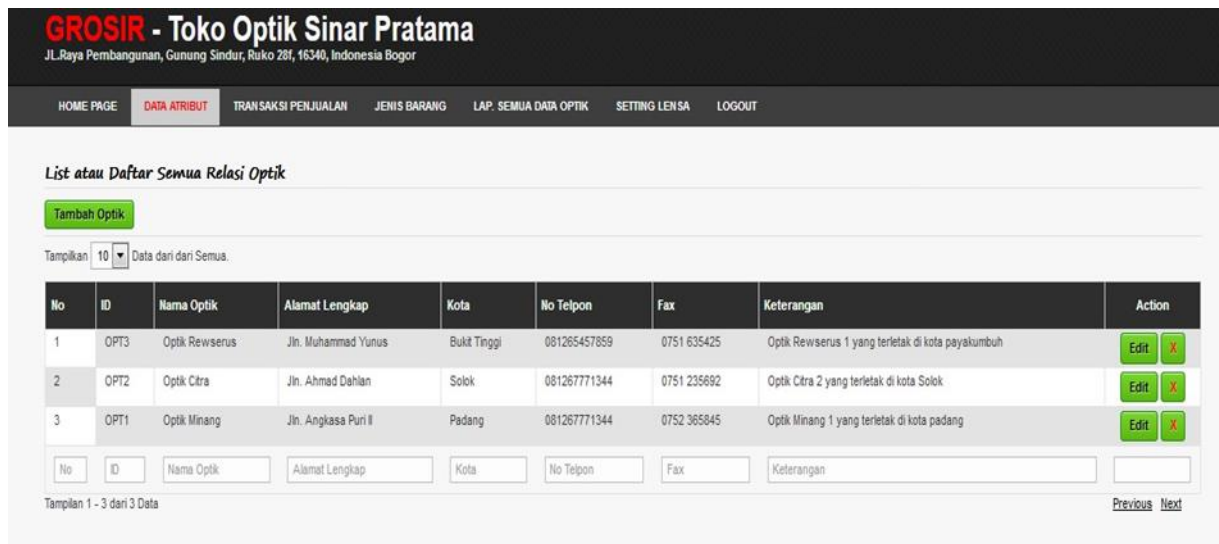 GROSIR - Toko Optik Sinar Pratama
JL.Raya Pembangunan, Gunung Sindur, Ruko 28f, 16340, Indonesia Bogor
HOME PAGE DATA ATRIBUT TRANSAKSI PENJUALAN JENIS BARANG LAP. SEMUA DATA OPTIK SETTING LENSA LOGOUT
List atau Daftar Semua Relasi Optik
Tambah Optik
Tampilkan 10 Data dari dari Semua.
No ID Nama Optik Alamat Lengkap Kota No Telpon Fax Keterangan Action
1 OPT3 Optik Rewserus Jln. Muhammad Yunus Bukit Tinggi 081265457859 0751 635425 Optik Rewserus 1 yang terletak di kota payakumbuh Edit X
2 OPT2 Optik Citra Jln. Ahmad Dahlan Solok 081267771344 0751 235692 Optik Citra 2 yang terletak di kota Solok Edit X
3 OPT1 Optik Minang Jln. Angkasa Puri II Padang 081267771344 0752 365845 Optik Minang 1 yang terletak di kota padang Edit X
No ID Nama Optik Alamat Lengkap Kota No Telpon Fax Keterangan
Tampilan 1 - 3 dari 3 Data Previous Next